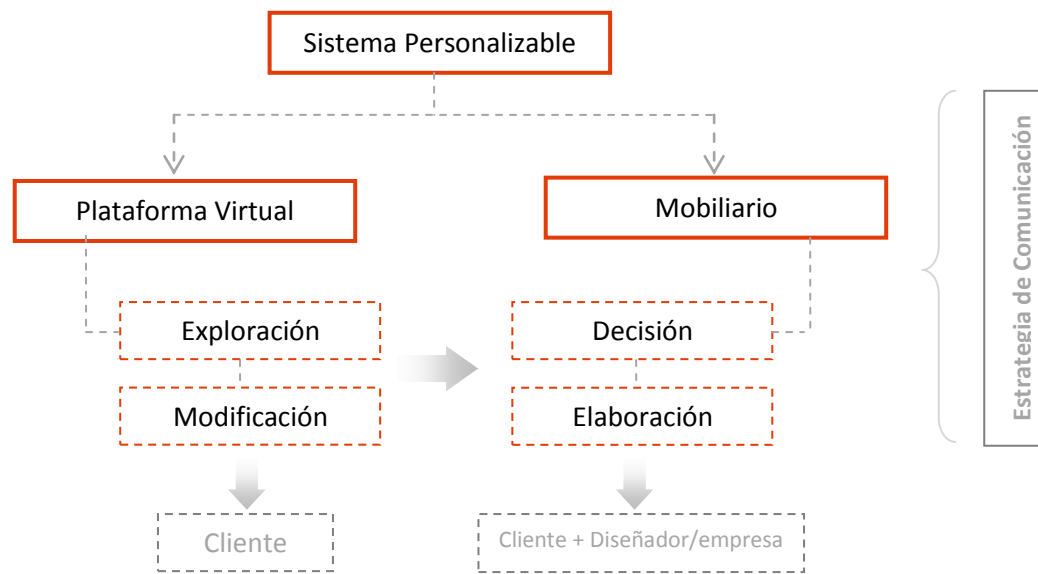 Sistema Personalizable
Plataforma Virtual
Mobiliario
Exploración
Decisión
Modificación
Elaboración
Cliente
Cliente + Diseñador/empresa
Estrategia de Comunicación